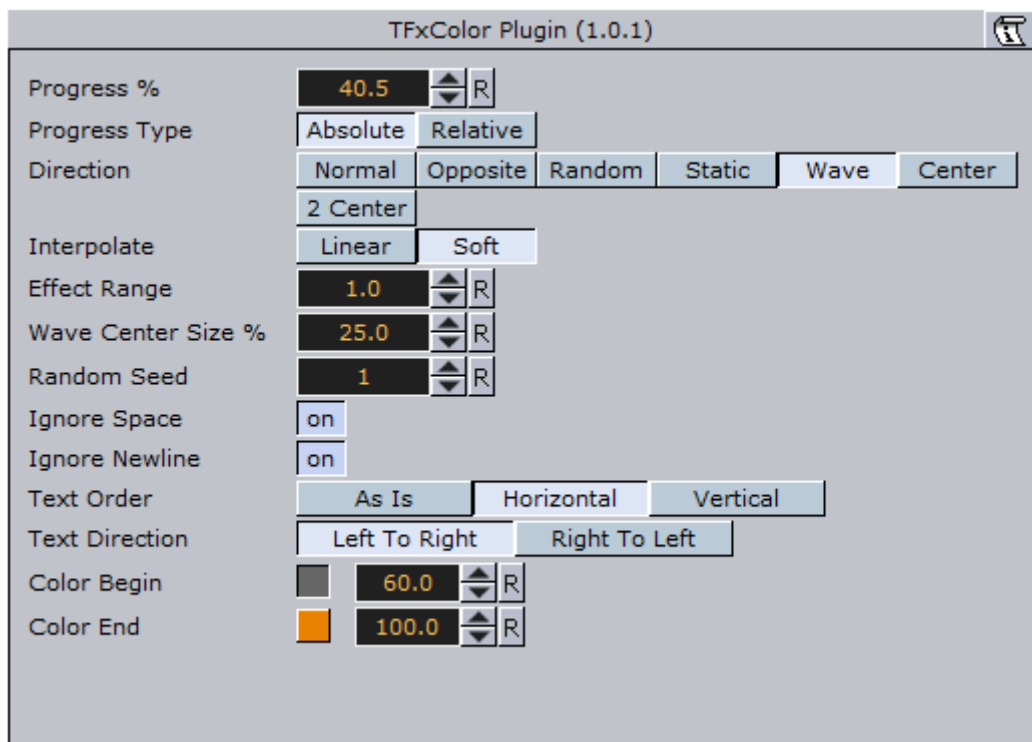 TFxColor Plugin (1.0.1)
Progress % 40.5 R
Progress Type Absolute Relative
Direction Normal Opposite Random Static Wave Center
2 Center
Interpolate Linear Soft
Effect Range 1.0 R
Wave Center Size % 25.0 R
Random Seed 1 R
Ignore Space on
Ignore Newline on
Text Order As Is Horizontal Vertical
Text Direction Left To Right Right To Left
Color Begin 60.0 R
Color End 100.0 R